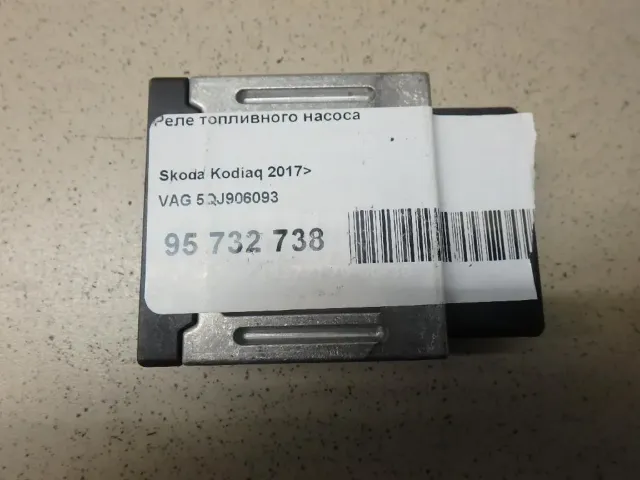 Реле топливного насоса
Skoda Kodiaq 2017>
VAG 5QJ906093
95 732 738